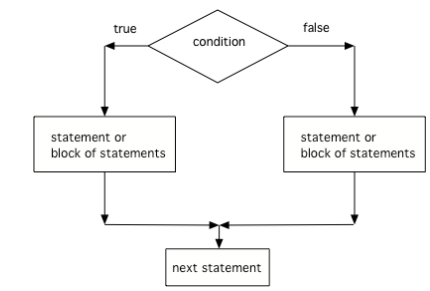 true
false
condition
statement or
block of statements
statement or
block of statements
next statement